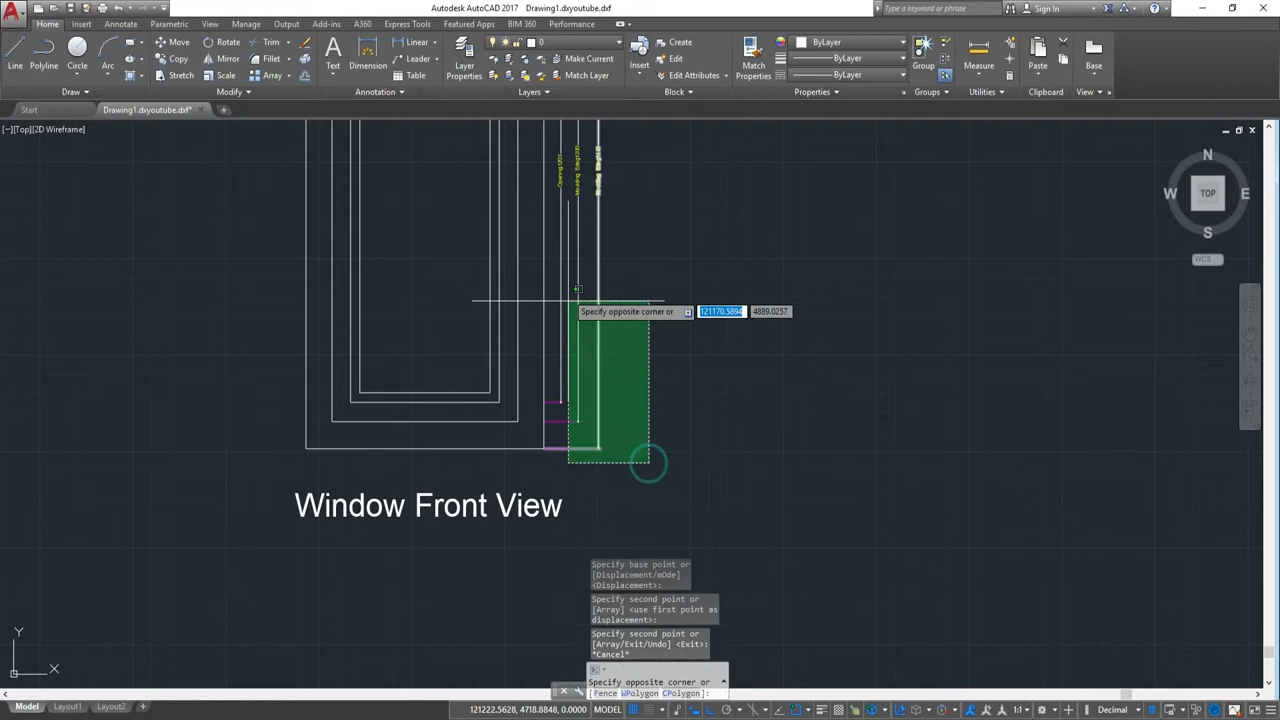 Autodesk AutoCAD 2017 Drawing1.dxyoutube.dxf
Type a keyword or phrase
Sign In
Home Insert Annotate Parametric View Manage Output Add-ins A360 Express Tools Featured Apps BIM 360 Performance
Line Polyline Circle Arc
Move Rotate Trim
Copy Mirror Fillet
Stretch Scale Array
Text Dimension
Linear
Leader
Table
Layer Properties
0
Make Current
Match Layer
Insert
Create
Edit
Edit Attributes
Match Properties
ByLayer
ByLayer
ByLayer
Group
Measure
Paste
Base
Draw Modify Annotation Layers Block Properties Groups Utilities Clipboard View
Start Drawing1.dxyoutube.dxf*
[−][Top][2D Wireframe]
N
W TOP E
S
WCS
Opening1200
Specify opposite corner or 121170.5894 4889.0257
Window Front View
Specify base point or
[Displacement/mOde]
<Displacement>:
Specify second point or
[Array] <use first point as
displacement>:
Specify second point or
[Array/Exit/Undo] <Exit>:
*Cancel*
Specify opposite corner or
[Fence WPolygon CPolygon]:
Y
X
Model Layout1 Layout2
121222.5628, 4718.8848, 0.0000 MODEL
1:1